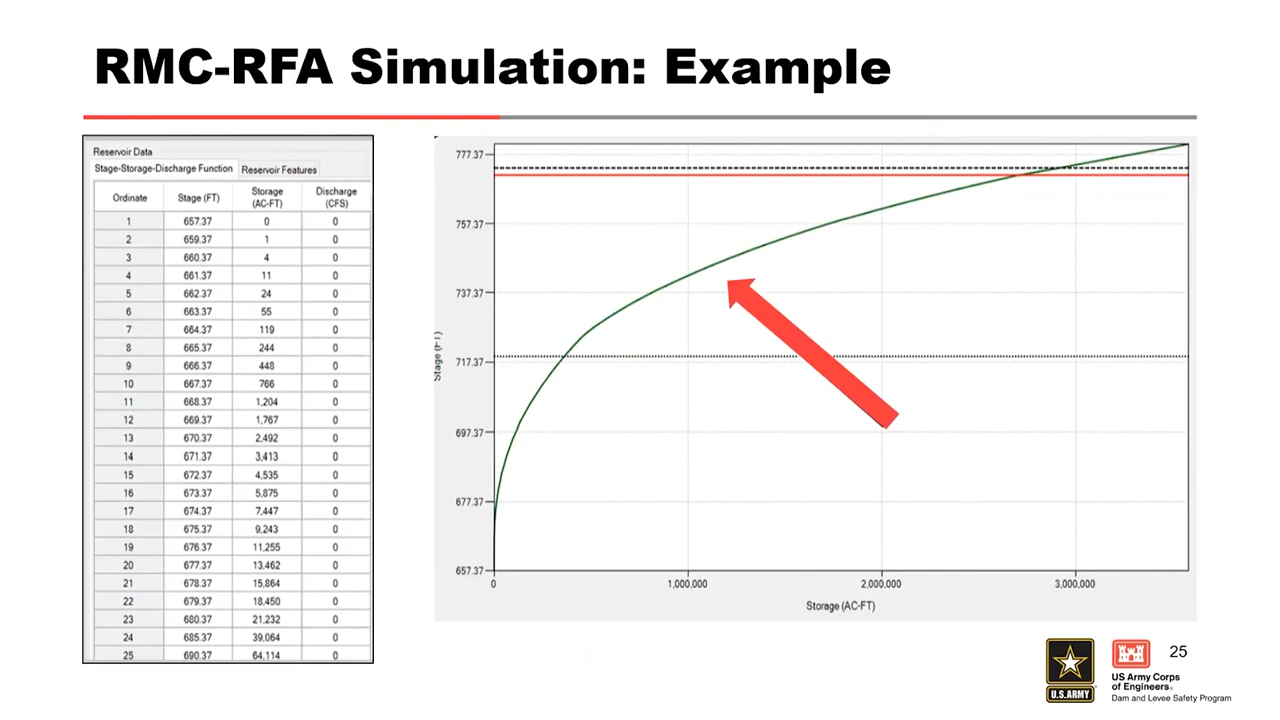 RMC-RFA Simulation: Example
Reservoir Data
Stage-Storage-Discharge Function Reservoir Features
Ordinate Stage (FT) Storage (AC-FT) Discharge (CFS)
1 657.37 0 0
2 659.37 1 0
3 660.37 4 0
4 661.37 11 0
5 662.37 24 0
6 663.37 55 0
7 664.37 119 0
8 665.37 244 0
9 666.37 448 0
10 667.37 766 0
11 668.37 1,204 0
12 669.37 1,767 0
13 670.37 2,492 0
14 671.37 3,413 0
15 672.37 4,535 0
16 673.37 5,875 0
17 674.37 7,447 0
18 675.37 9,243 0
19 676.37 11,255 0
20 677.37 13,462 0
21 678.37 15,864 0
22 679.37 18,450 0
23 680.37 21,232 0
24 685.37 39,064 0
25 690.37 64,114 0
777.37
757.37
737.37
717.37
697.37
677.37
657.37
Stage (FT)
0 1,000,000 2,000,000 3,000,000
Storage (AC-FT)
U.S.ARMY
US Army Corps
of Engineers®
Dam and Levee Safety Program
25